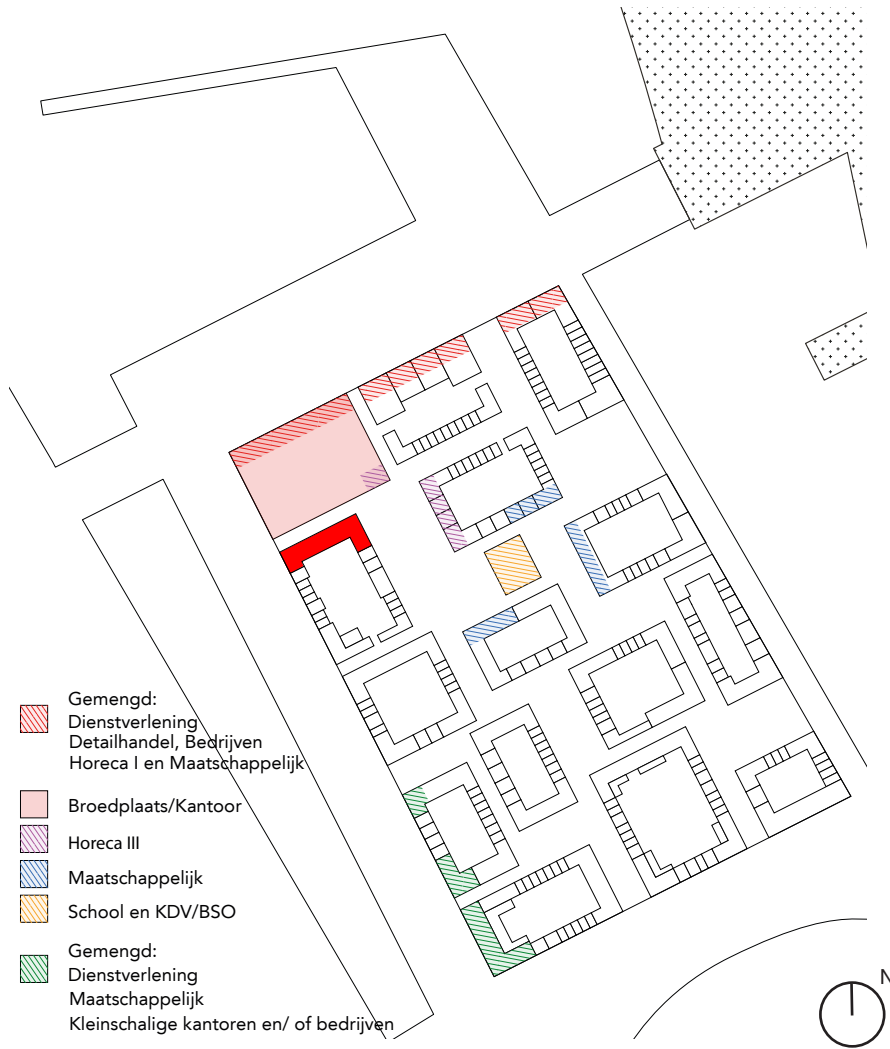 Gemengd:
Dienstverlening
Detailhandel, Bedrijven
Horeca I en Maatschappelijk
Broedplaats/Kantoor
Horeca III
Maatschappelijk
School en KDV/BSO
Gemengd:
Dienstverlening
Maatschappelijk
Kleinschalige kantoren en/ of bedrijven
N